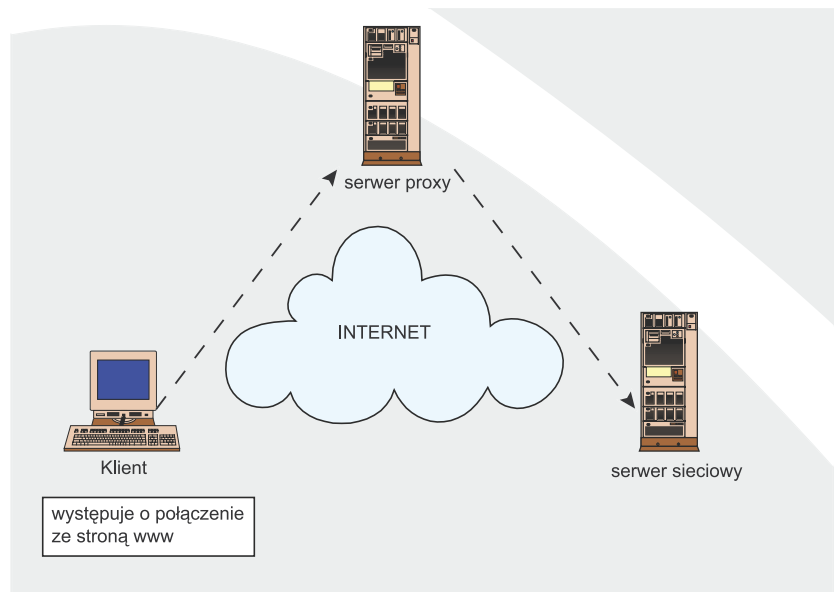 serwer proxy
INTERNET
Klient
serwer sieciowy
występuje o połączenie
ze stroną www